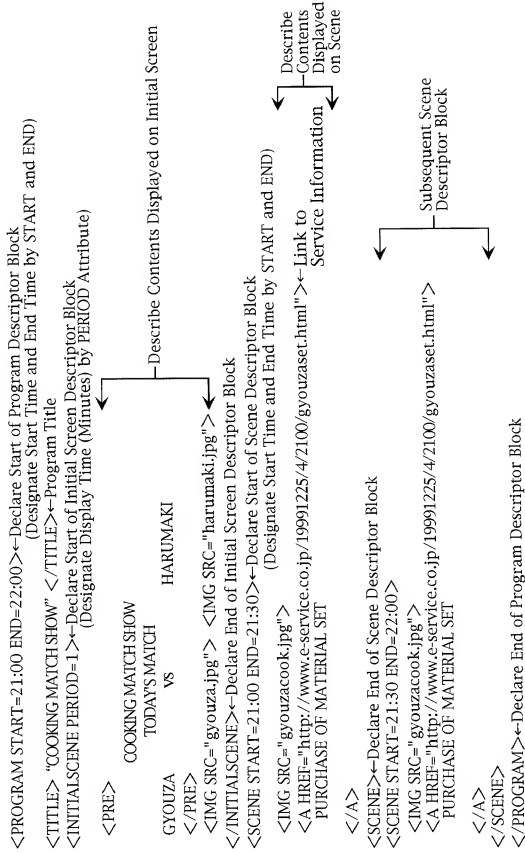 <PROGRAM START=21:00 END=22:00>←Declare Start of Program Descriptor Block
(Designate Start Time and End Time by START and END)
<TITLE> "COOKING MATCH SHOW" </TITLE>←Program Title
<INITIALSCENE PERIOD=1>←Declare Start of Initial Screen Descriptor Block
(Designate Display Time (Minutes) by PERIOD Attribute)
<PRE>
COOKING MATCH SHOW
TODAY'S MATCH
GYOUZA VS HARUMAKI
</PRE>
<IMG SRC="gyouza.jpg"> <IMG SRC="harumaki.jpg">
Describe Contents Displayed on Initial Screen
</INITIALSCENE>←Declare End of Initial Screen Descriptor Block
<SCENE START=21:00 END=21:30>←Declare Start of Scene Descriptor Block
(Designate Start Time and End Time by START and END)
<IMG SRC="gyouzacook.jpg">
<A HREF="http://www.e-service.co.jp/19991225/4/2100/gyouzaset.html">←Link to
PURCHASE OF MATERIAL SET Service Information
Describe
Contents
Displayed
on Scene
</A>
<SCENE>←Declare End of Scene Descriptor Block
<SCENE START=21:30 END=22:00>
<IMG SRC="gyouzacook.jpg">
<A HREF="http://www.e-service.co.jp/19991225/4/2100/gyouzaset.html">
PURCHASE OF MATERIAL SET
Subsequent Scene
Descriptor Block
</A>
</SCENE>
</PROGRAM>←Declare End of Program Descriptor Block